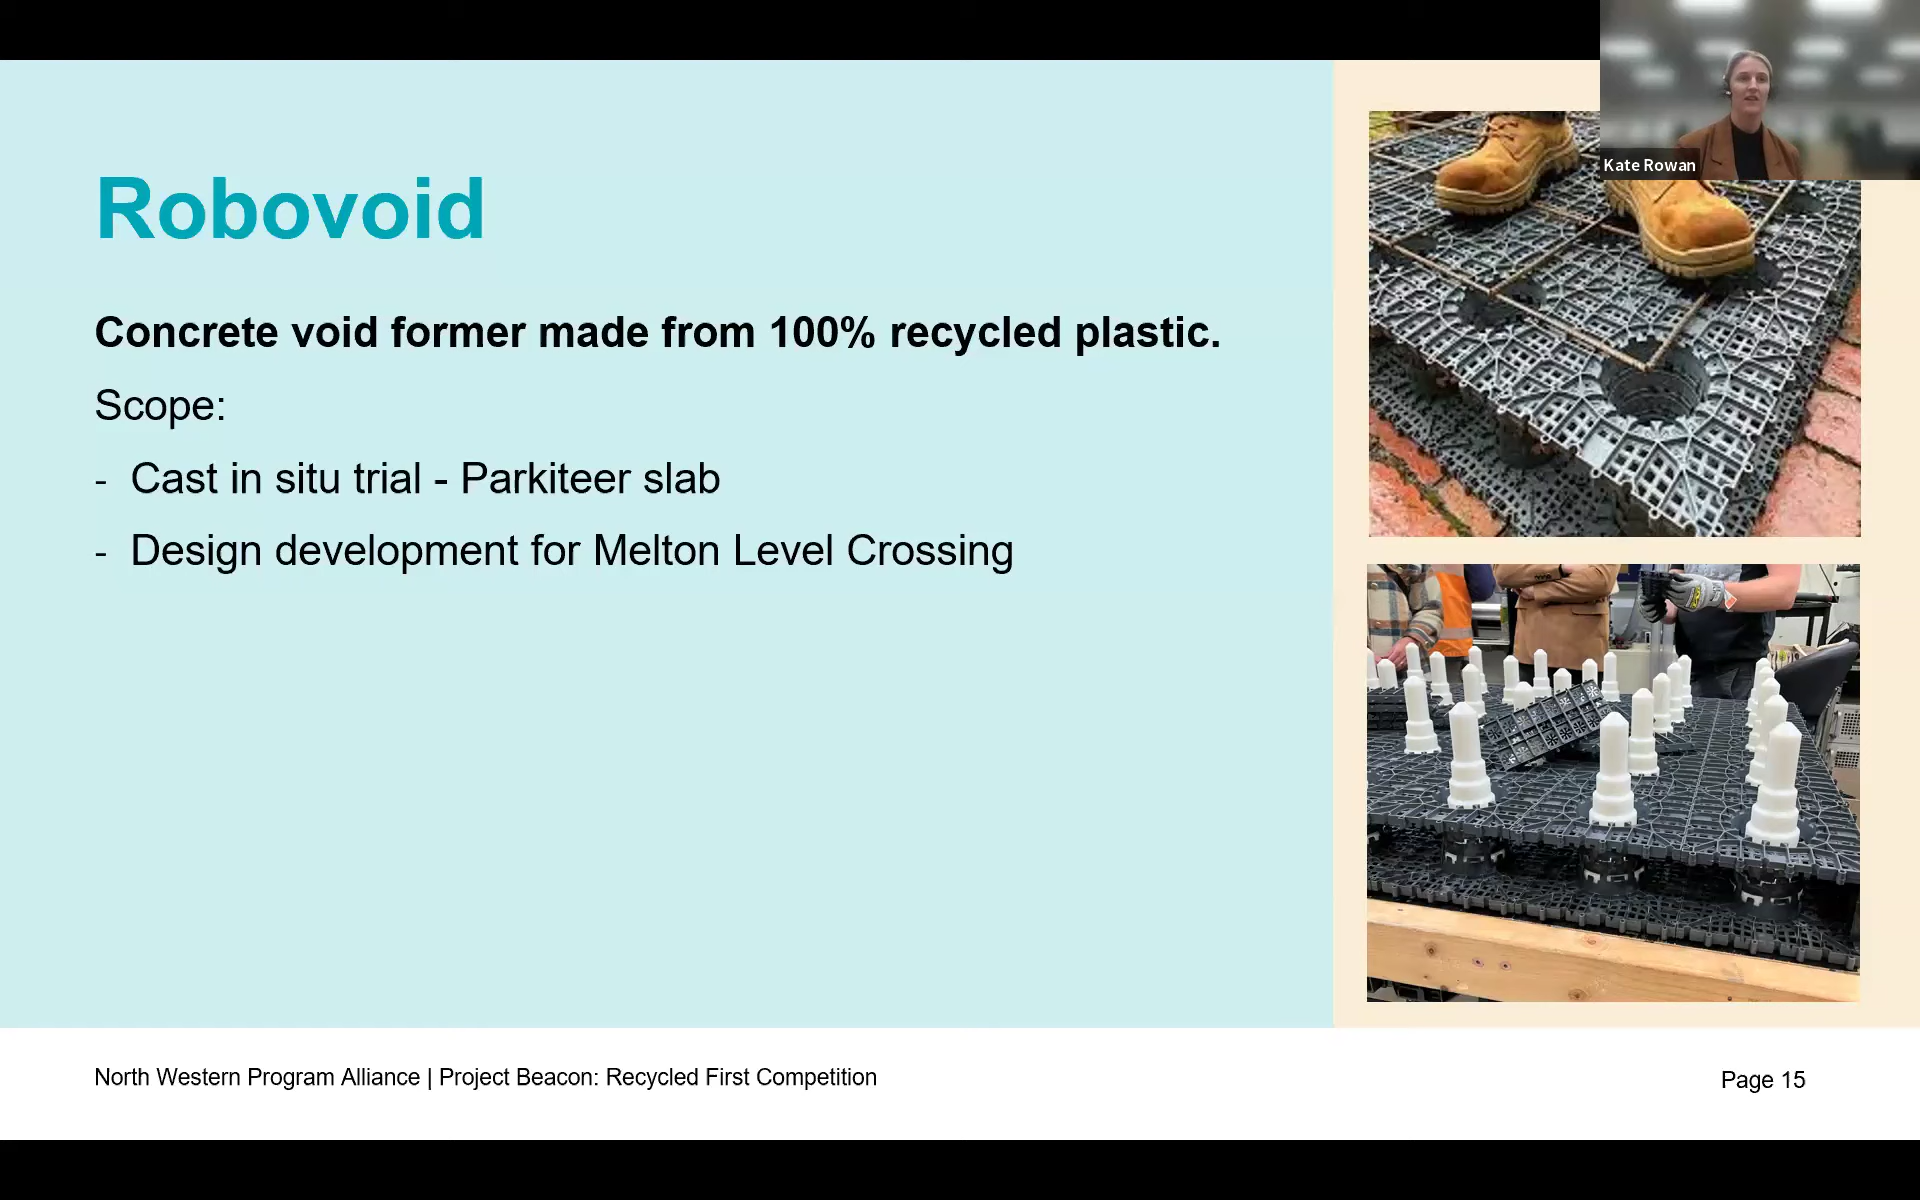 Kate Rowan
Robovoid
Concrete void former made from 100% recycled plastic.
Scope:
- Cast in situ trial - Parkiteer slab
- Design development for Melton Level Crossing
North Western Program Alliance | Project Beacon: Recycled First Competition
Page 15